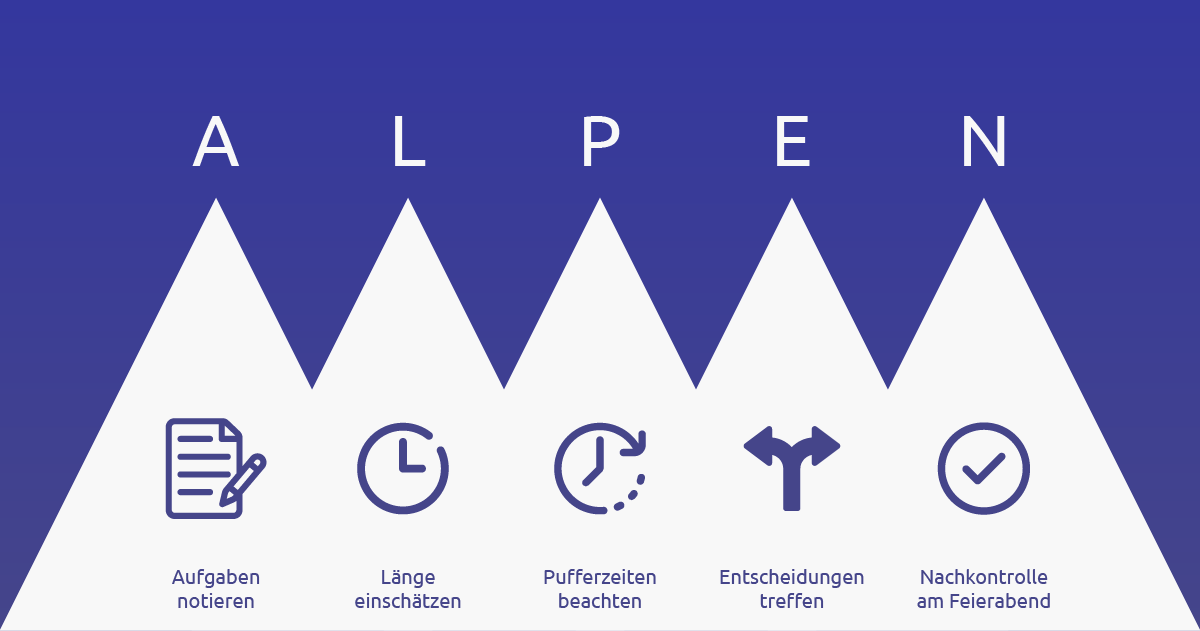 A L P E N
Aufgaben
notieren
Länge
einschätzen
Pufferzeiten
beachten
Entscheidungen
treffen
Nachkontrolle
am Feierabend